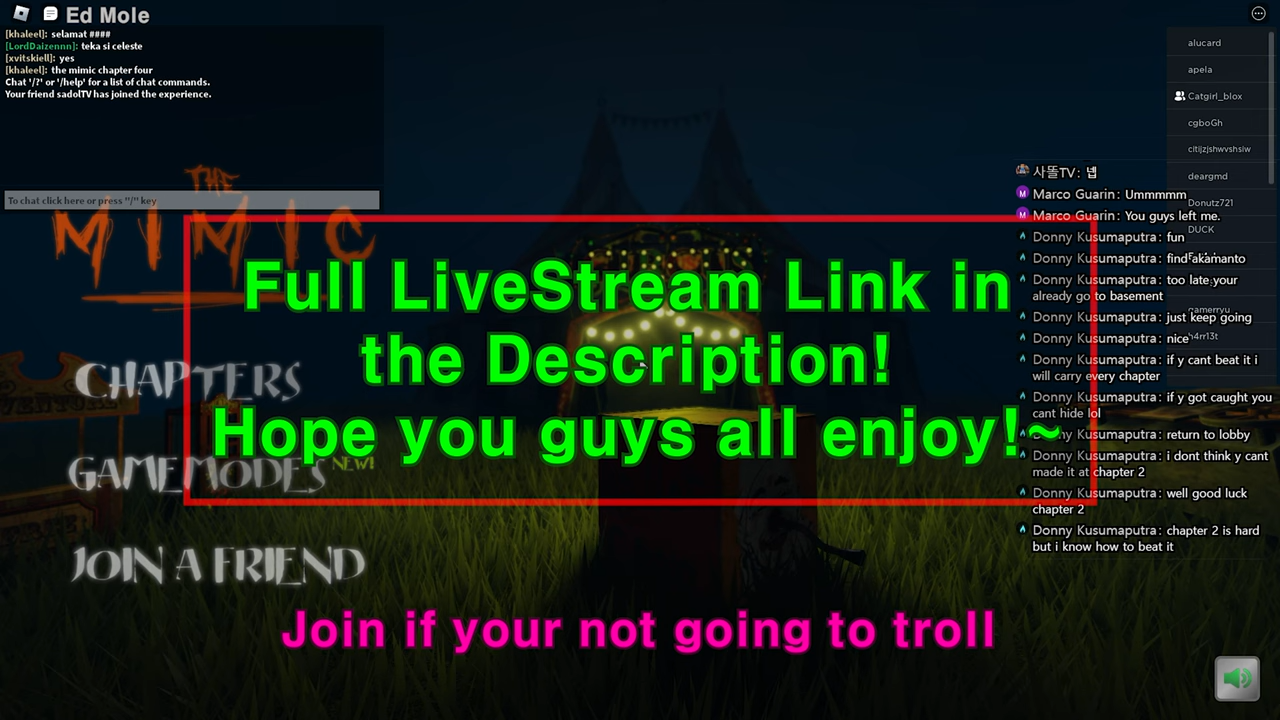 Ed Mole
[khaleel]: selamat ####
[LordDaizennn]: teka si celeste
[xvitskiell]: yes
[khaleel]: the mimic chapter four
Chat '/?' or '/help' for a list of chat commands.
Your friend sadolTV has joined the experience.
To chat click here or press "/" key
THE
MIMIC
CHAPTERS
GAMEMODES NEW!
JOIN A FRIEND
Full LiveStream Link in
the Description!
Hope you guys all enjoy!~
Join if your not going to troll
alucard
apela
Catgirl_blox
cgboGh
citijzjshwvshsiw
deargmd
Donutz721
DUCK
사똘TV: 넵
M Marco Guarin: Ummmmm
M Marco Guarin: You guys left me.
Donny Kusumaputra: fun
Donny Kusumaputra: find akamanto
Donny Kusumaputra: too late your
already go to basement
Donny Kusumaputra: just keep going
Donny Kusumaputra: nice
Donny Kusumaputra: if y cant beat it i
will carry every chapter
Donny Kusumaputra: if y got caught you
cant hide lol
Donny Kusumaputra: return to lobby
Donny Kusumaputra: i dont think y cant
made it at chapter 2
Donny Kusumaputra: well good luck
chapter 2
Donny Kusumaputra: chapter 2 is hard
but i know how to beat it